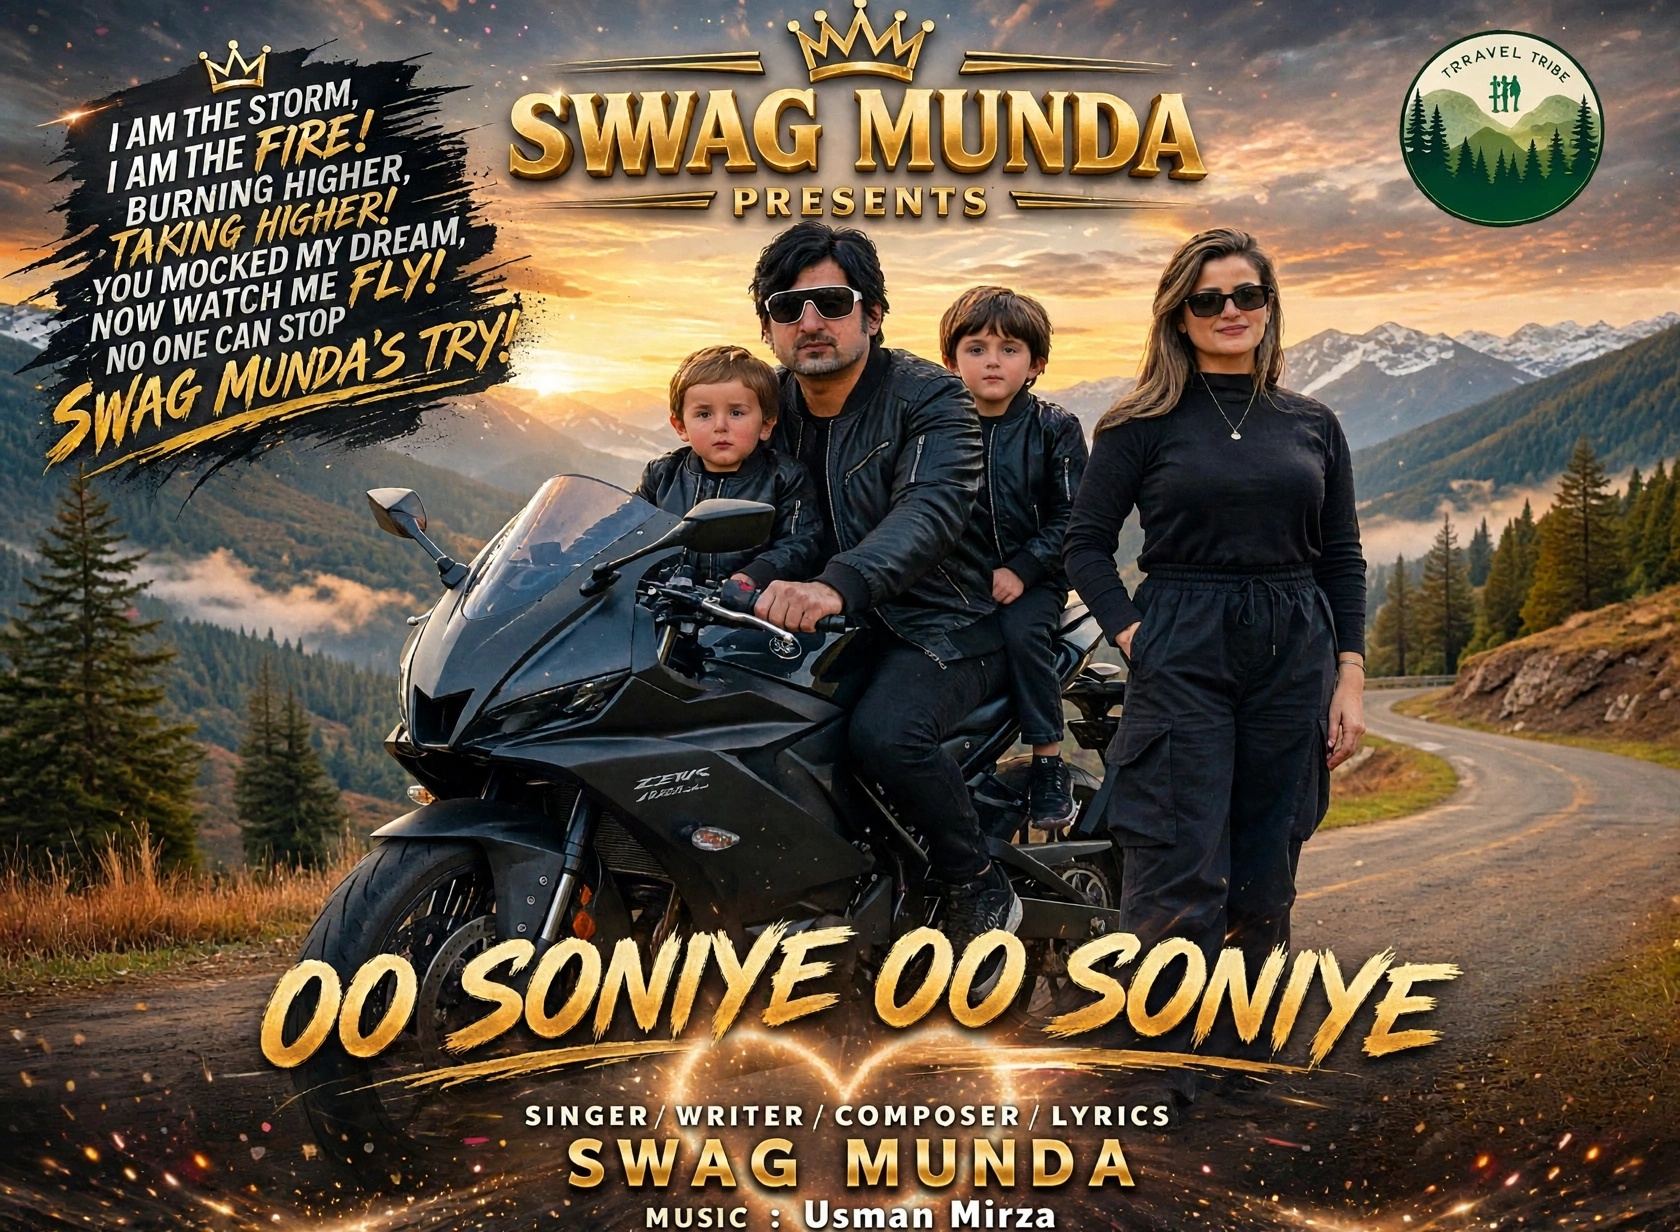 I AM THE STORM,
I AM THE FIRE!
BURNING HIGHER,
TAKING HIGHER!
YOU MOCKED MY DREAM,
NOW WATCH ME FLY!
NO ONE CAN STOP
SWAG MUNDA'S TRY!
SWAG MUNDA
PRESENTS
TRRAVEL TRIBE
OO SONIYE OO SONIYE
SINGER / WRITER / COMPOSER / LYRICS
SWAG MUNDA
MUSIC : Usman Mirza